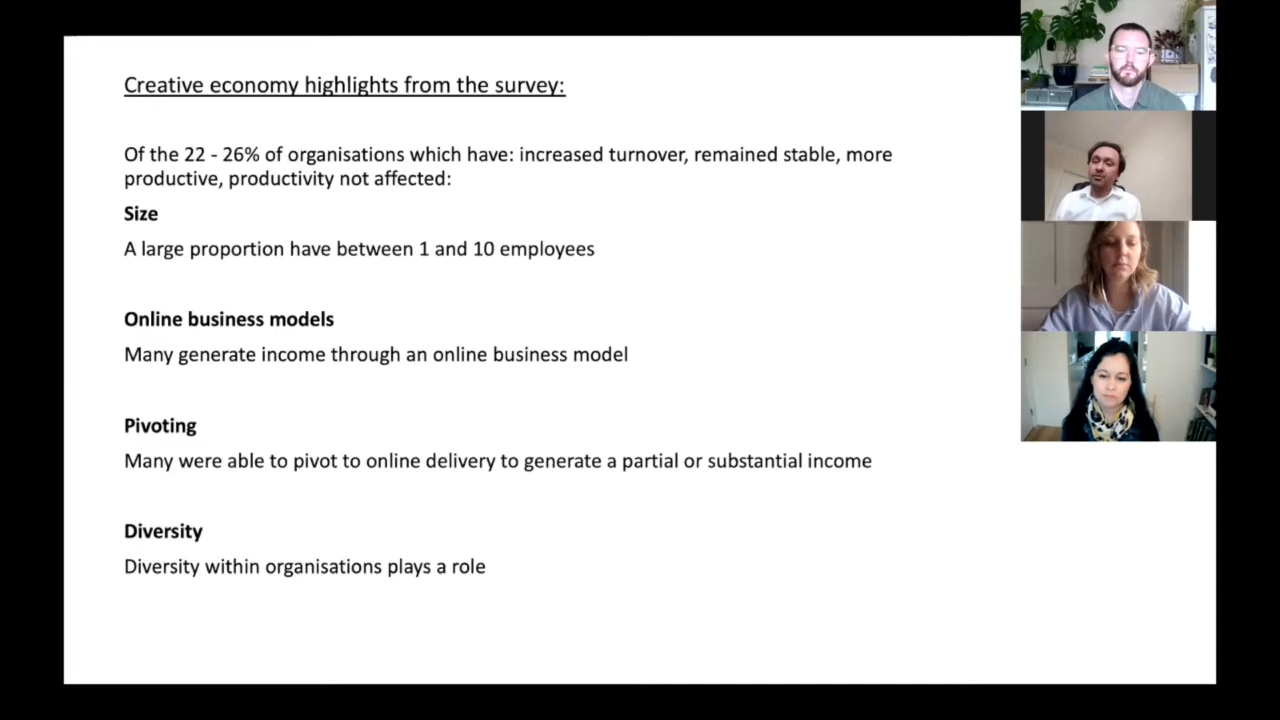 Creative economy highlights from the survey:
Of the 22 - 26% of organisations which have: increased turnover, remained stable, more
productive, productivity not affected:
Size
A large proportion have between 1 and 10 employees
Online business models
Many generate income through an online business model
Pivoting
Many were able to pivot to online delivery to generate a partial or substantial income
Diversity
Diversity within organisations plays a role